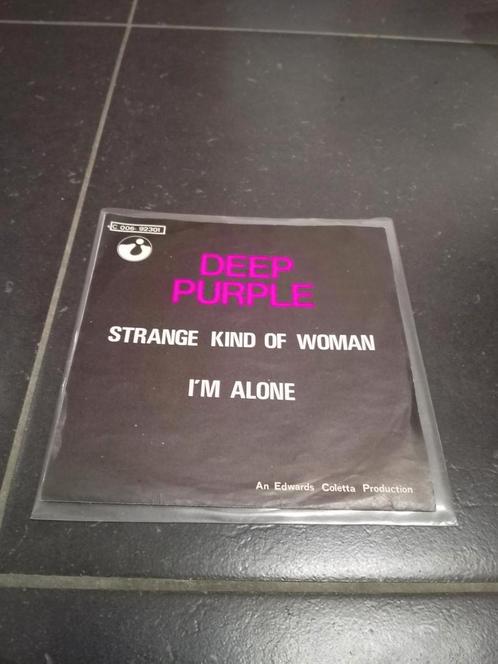 C 006-92301
DEEP
PURPLE
STRANGE KIND OF WOMAN
I'M ALONE
An Edwards Coletta Production